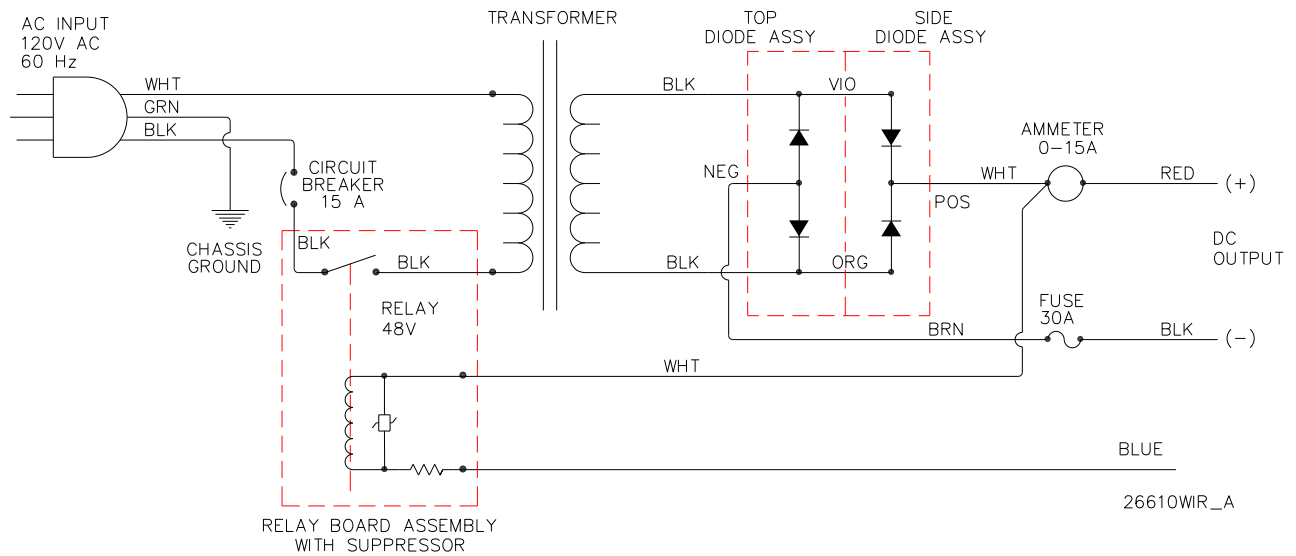 AC INPUT
120V AC
60 Hz
TRANSFORMER
TOP
DIODE ASSY
SIDE
DIODE ASSY
WHT
GRN
BLK
BLK
VIO
AMMETER
0-15A
CIRCUIT
BREAKER
15 A
NEG
WHT
RED
(+)
POS
CHASSIS
GROUND
BLK
BLK
BLK
ORG
DC
OUTPUT
RELAY
48V
FUSE
30A
BRN
BLK
(-)
WHT
BLUE
26610WIR_A
RELAY BOARD ASSEMBLY
WITH SUPPRESSOR